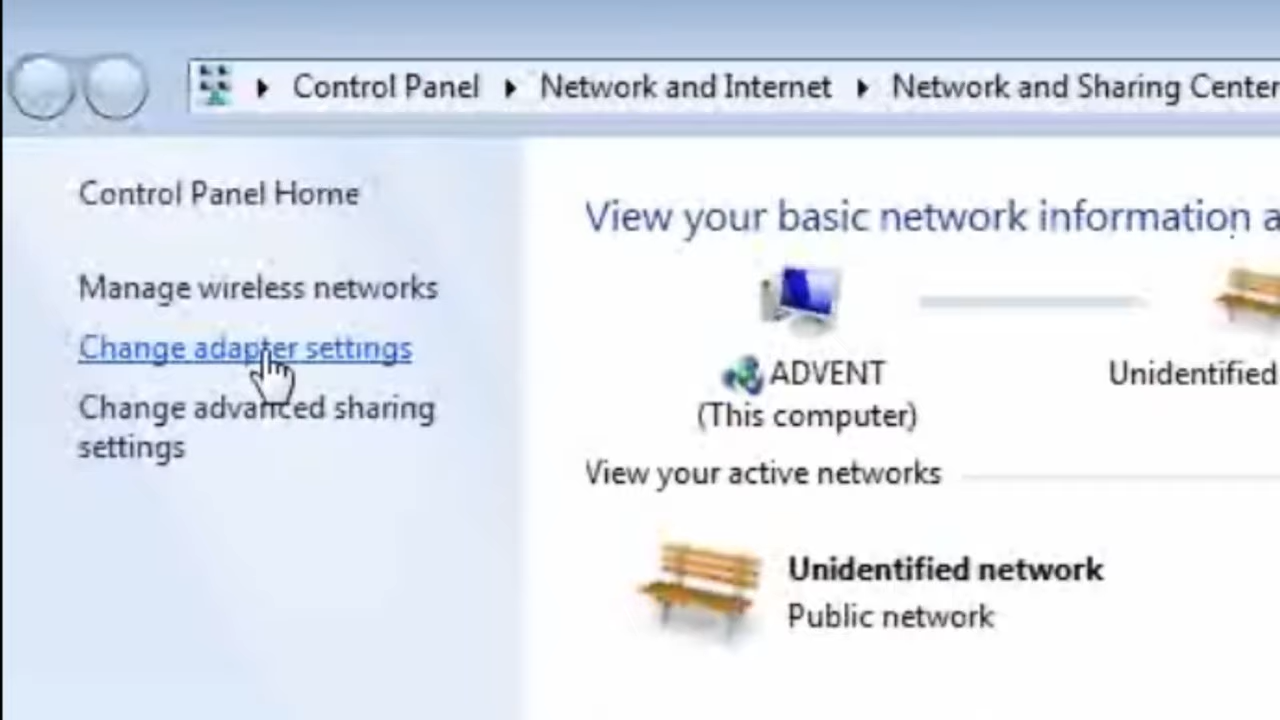 Control Panel Network and Internet Network and Sharing Center
Control Panel Home
Manage wireless networks
Change adapter settings
Change advanced sharing
settings
View your basic network information a
ADVENT
(This computer)
Unidentified
View your active networks
Unidentified network
Public network